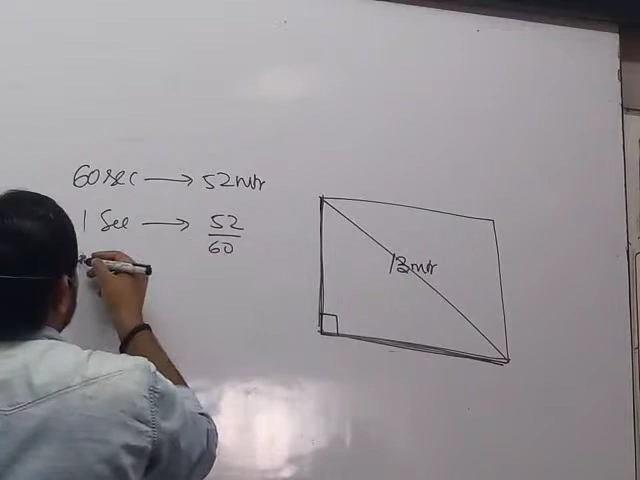 60 sec → 52 mtr
1 Sec → 52/60
13 mtr